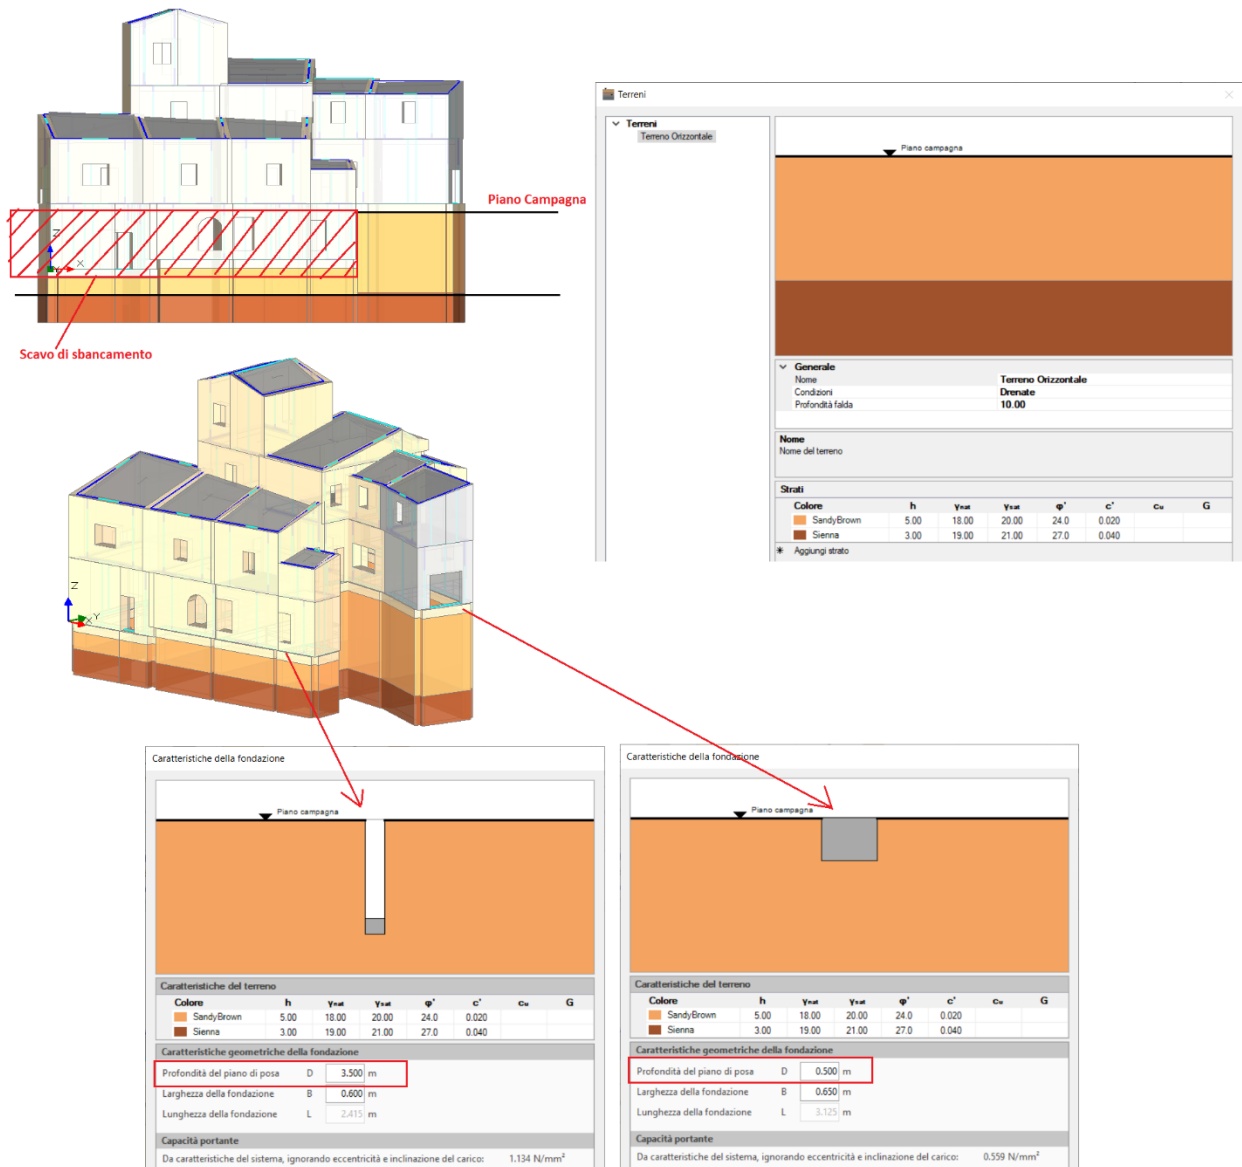 Piano Campagna
Z
X
Scavo di sbancamento
Terreni
Terreni
Terreno Orizzontale
Piano campagna
Generale
Nome Terreno Orizzontale
Condizioni Drenate
Profondità falda 10.00
Nome
Nome del terreno
Strati
Colore h γnat γsat φ' c' Cu G
SandyBrown 5.00 18.00 20.00 24.0 0.020
Sienna 3.00 19.00 21.00 27.0 0.040
Aggiungi strato
Z
Y
X
Caratteristiche della fondazione
Piano campagna
Caratteristiche del terreno
Colore h γnat γsat φ' c' Cu G
SandyBrown 5.00 18.00 20.00 24.0 0.020
Sienna 3.00 19.00 21.00 27.0 0.040
Caratteristiche geometriche della fondazione
Profondità del piano di posa D 3.500 m
Larghezza della fondazione B 0.600 m
Lunghezza della fondazione L 2.415 m
Capacità portante
Da caratteristiche del sistema, ignorando eccentricità e inclinazione del carico: 1.134 N/mm²
Caratteristiche della fondazione
Piano campagna
Caratteristiche del terreno
Colore h γnat γsat φ' c' Cu G
SandyBrown 5.00 18.00 20.00 24.0 0.020
Sienna 3.00 19.00 21.00 27.0 0.040
Caratteristiche geometriche della fondazione
Profondità del piano di posa D 0.500 m
Larghezza della fondazione B 0.650 m
Lunghezza della fondazione L 3.125 m
Capacità portante
Da caratteristiche del sistema, ignorando eccentricità e inclinazione del carico: 0.559 N/mm²